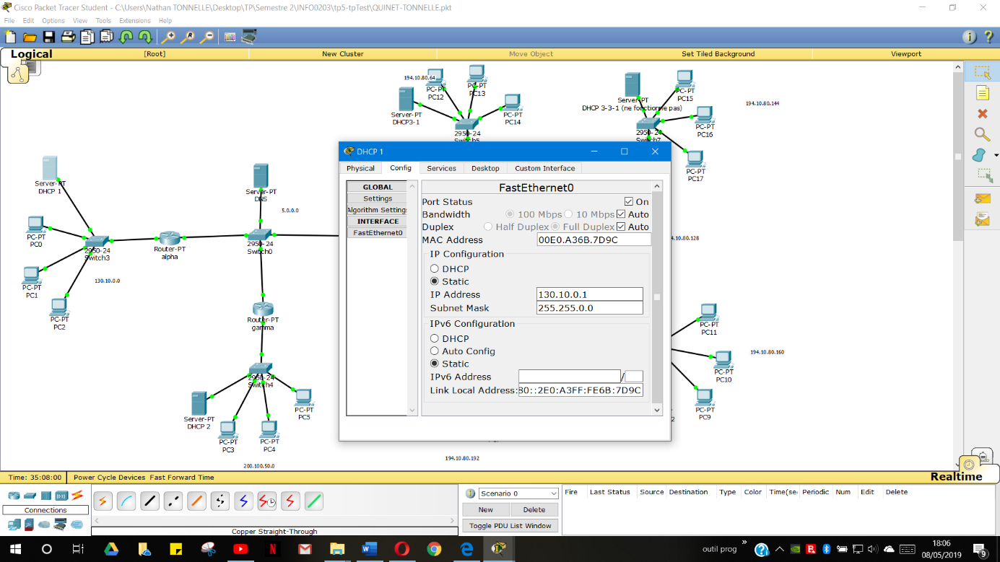 Cisco Packet Tracer Student - C:\Users\Nathan TONNELLE\Desktop\TP\Semestre 2\INFO0203\tp5-tpTest\QUINET-TONNELLE.pkt
File Edit Options View Tools Extensions Help
Logical [Root] New Cluster Move Object Set Tiled Background Viewport
194.10.80.64
PC-PT
PC12
PC-PT
PC13
Server-PT
DHCP3-1
PC-PT
PC14
2950-24
Switch5
Server-PT
DHCP 3-3-1 (ne fonctionne pas)
PC-PT
PC15
194.10.80.144
PC-PT
PC16
2950-24
Switch7
PC-PT
PC17
Server-PT
DHCP 1
Server-PT
DNS
5.0.0.0
PC-PT
PC0
2950-24
Switch3
Router-PT
alpha
2950-24
Switch0
PC-PT
PC1
130.10.0.0
PC-PT
PC2
Router-PT
gamma
2950-24
Switch4
Server-PT
DHCP 2
PC-PT
PC3
PC-PT
PC4
PC-PT
PC5
200.100.50.0
194.10.80.192
4.10.80.128
PC-PT
PC11
194.10.80.160
PC-PT
PC10
PC-PT
PC9
DHCP 1
Physical Config Services Desktop Custom Interface
GLOBAL
Settings
Algorithm Settings
INTERFACE
FastEthernet0
FastEthernet0
Port Status On
Bandwidth 100 Mbps 10 Mbps Auto
Duplex Half Duplex Full Duplex Auto
MAC Address 00E0.A36B.7D9C
IP Configuration
DHCP
Static
IP Address 130.10.0.1
Subnet Mask 255.255.0.0
IPv6 Configuration
DHCP
Auto Config
Static
IPv6 Address /
Link Local Address: 80::2E0:A3FF:FE6B:7D9C
Time: 35:08:00 Power Cycle Devices Fast Forward Time Realtime
Connections
Copper Straight-Through
Scenario 0
New Delete
Toggle PDU List Window
Fire Last Status Source Destination Type Color Time(se Periodic Num Edit Delete
outil prog
18:06
08/05/2019
9